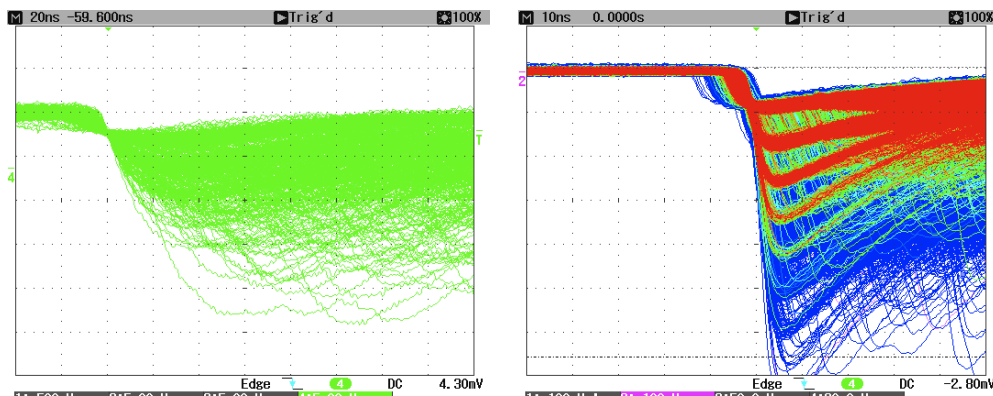 M 20ns -59.600ns Trig'd 100%
T
4
Edge 4 DC 4.30mV
M 10ns 0.0000s Trig'd 100%
2
Edge 4 DC -2.80mV